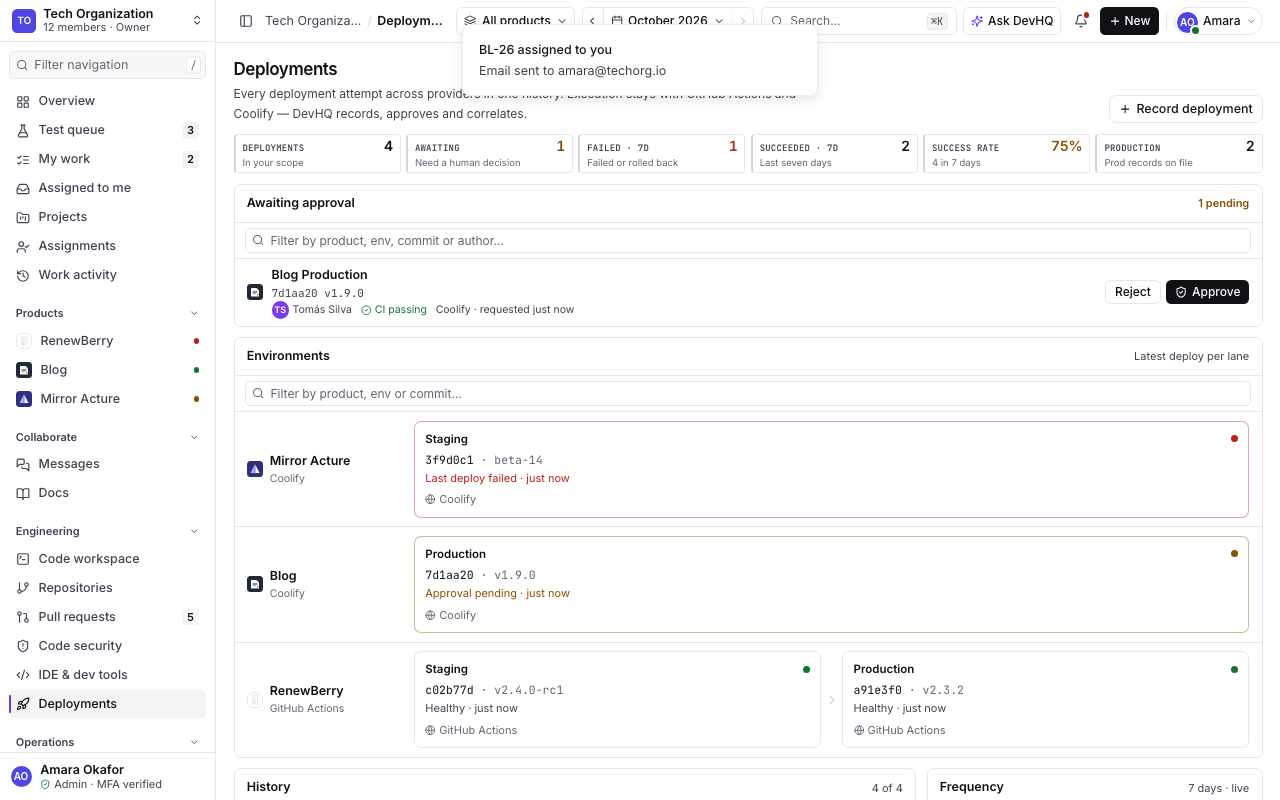 TO
Tech Organization
12 members · Owner
Filter navigation
/
Overview
Test queue
3
My work
2
Assigned to me
Projects
Assignments
Work activity
Products
RenewBerry
Blog
Mirror Acture
Collaborate
Messages
Docs
Engineering
Code workspace
Repositories
Pull requests
5
Code security
IDE & dev tools
Deployments
Operations
AO
Amara Okafor
Admin · MFA verified
Tech Organiza...
/
Deploym...
All products
October 2026
Search...
⌘K
Ask DevHQ
New
AO
Amara
BL-26 assigned to you
Email sent to amara@techorg.io
Deployments
Every deployment attempt across providers in one history. Execution stays with GitHub Actions and
Coolify — DevHQ records, approves and correlates.
Record deployment
DEPLOYMENTS
4
In your scope
AWAITING
1
Need a human decision
FAILED · 7D
1
Failed or rolled back
SUCCEEDED · 7D
2
Last seven days
SUCCESS RATE
75%
4 in 7 days
PRODUCTION
2
Prod records on file
Awaiting approval
1 pending
Filter by product, env, commit or author...
Blog Production
7d1aa20 v1.9.0
TS Tomás Silva CI passing Coolify · requested just now
Reject
Approve
Environments
Latest deploy per lane
Filter by product, env or commit...
Mirror Acture
Coolify
Staging
3f9d0c1 · beta-14
Last deploy failed · just now
Coolify
Blog
Coolify
Production
7d1aa20 · v1.9.0
Approval pending · just now
Coolify
RenewBerry
GitHub Actions
Staging
c02b77d · v2.4.0-rc1
Healthy · just now
GitHub Actions
Production
a91e3f0 · v2.3.2
Healthy · just now
GitHub Actions
History
4 of 4
Frequency
7 days · live